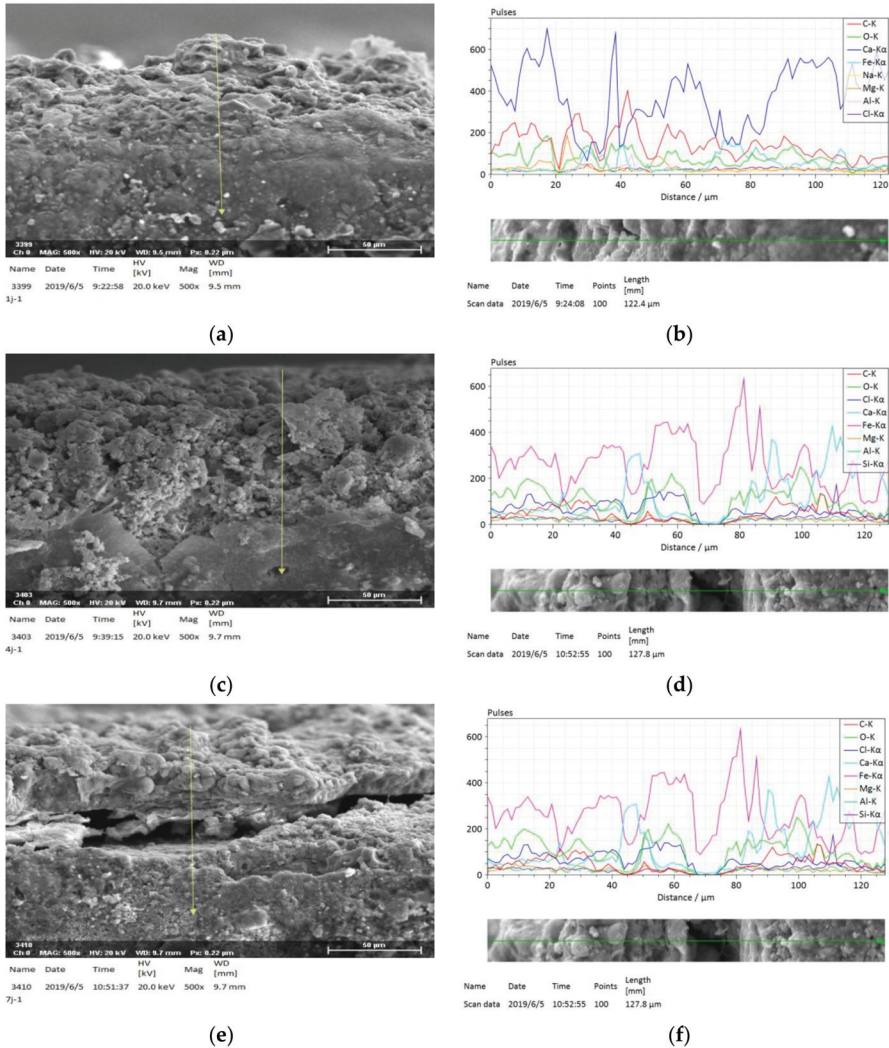 3399
Ch 0 MAG: 500x HV: 20 kV WD: 9.5 mm Px: 0.22 µm 50 µm
Name Date Time HV [kV] Mag WD [mm]
3399 2019/6/5 9:22:58 20.0 keV 500x 9.5 mm
1j-1
(a)
Pulses
600
400
200
0
0 20 40 60 80 100 120
Distance / µm
C-K
O-K
Ca-Kα
Fe-Kα
Na-K
Mg-K
Al-K
Cl-Kα
Name Date Time Points Length [mm]
Scan data 2019/6/5 9:24:08 100 122.4 µm
(b)
3403
Ch 0 MAG: 500x HV: 20 kV WD: 9.7 mm Px: 0.22 µm 50 µm
Name Date Time HV [kV] Mag WD [mm]
3403 2019/6/5 9:39:15 20.0 keV 500x 9.7 mm
4j-1
(c)
Pulses
600
400
200
0
0 20 40 60 80 100 120
Distance / µm
C-K
O-K
Cl-Kα
Ca-Kα
Fe-Kα
Mg-K
Al-K
Si-Kα
Name Date Time Points Length [mm]
Scan data 2019/6/5 10:52:55 100 127.8 µm
(d)
3410
Ch 0 MAG: 500x HV: 20 kV WD: 9.7 mm Px: 0.22 µm 50 µm
Name Date Time HV [kV] Mag WD [mm]
3410 2019/6/5 10:51:37 20.0 keV 500x 9.7 mm
7j-1
(e)
Pulses
600
400
200
0
0 20 40 60 80 100 120
Distance / µm
C-K
O-K
Cl-Kα
Ca-Kα
Fe-Kα
Mg-K
Al-K
Si-Kα
Name Date Time Points Length [mm]
Scan data 2019/6/5 10:52:55 100 127.8 µm
(f)